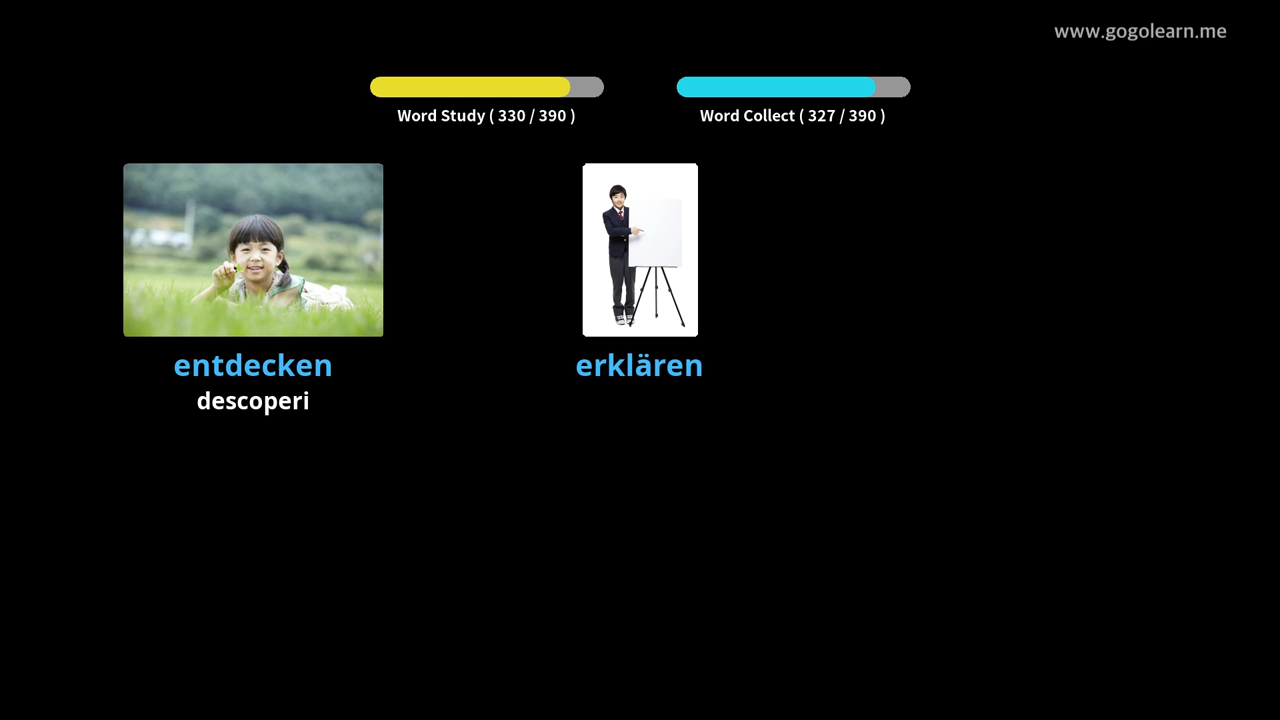 www.gogolearn.me
Word Study ( 330 / 390 )
Word Collect ( 327 / 390 )
entdecken
descoperi
erklären